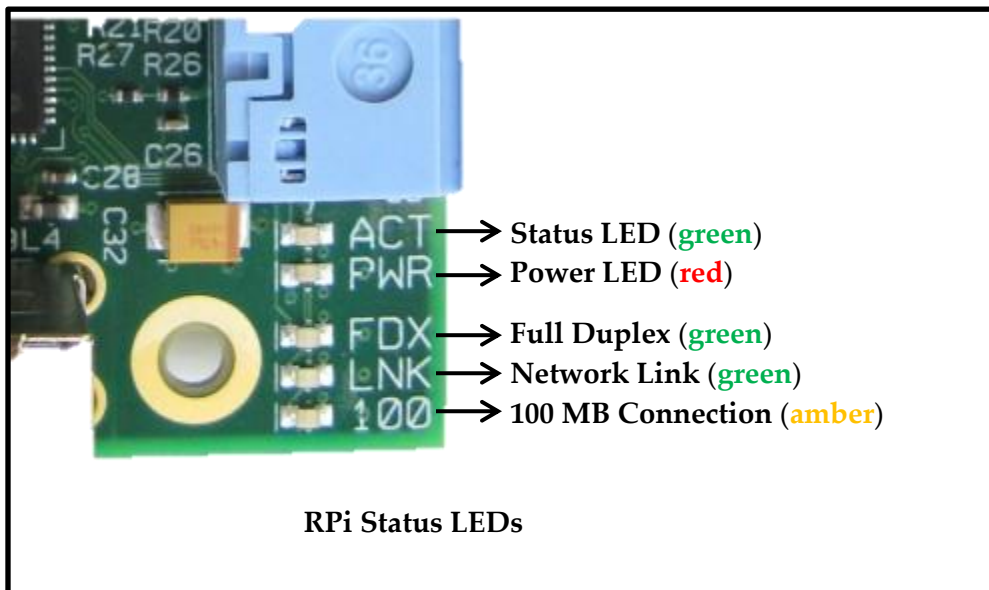 R21 R20
R27 R26
C26
C28
C32
36
ACT Status LED (green)
PWR Power LED (red)
FDX Full Duplex (green)
LNK Network Link (green)
100 100 MB Connection (amber)
RPi Status LEDs